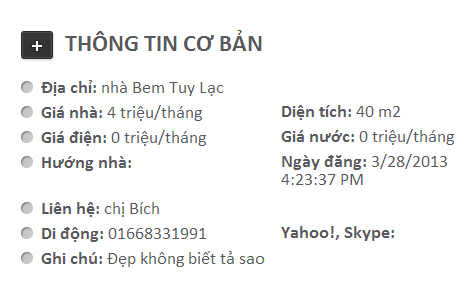 THÔNG TIN CƠ BẢN
Địa chỉ: nhà Bem Tuy Lạc
Giá nhà: 4 triệu/tháng Diện tích: 40 m2
Giá điện: 0 triệu/tháng Giá nước: 0 triệu/tháng
Hướng nhà: Ngày đăng: 3/28/2013
4:23:37 PM
Liên hệ: chị Bích
Di động: 01668331991 Yahoo!, Skype:
Ghi chú: Đẹp không biết tả sao